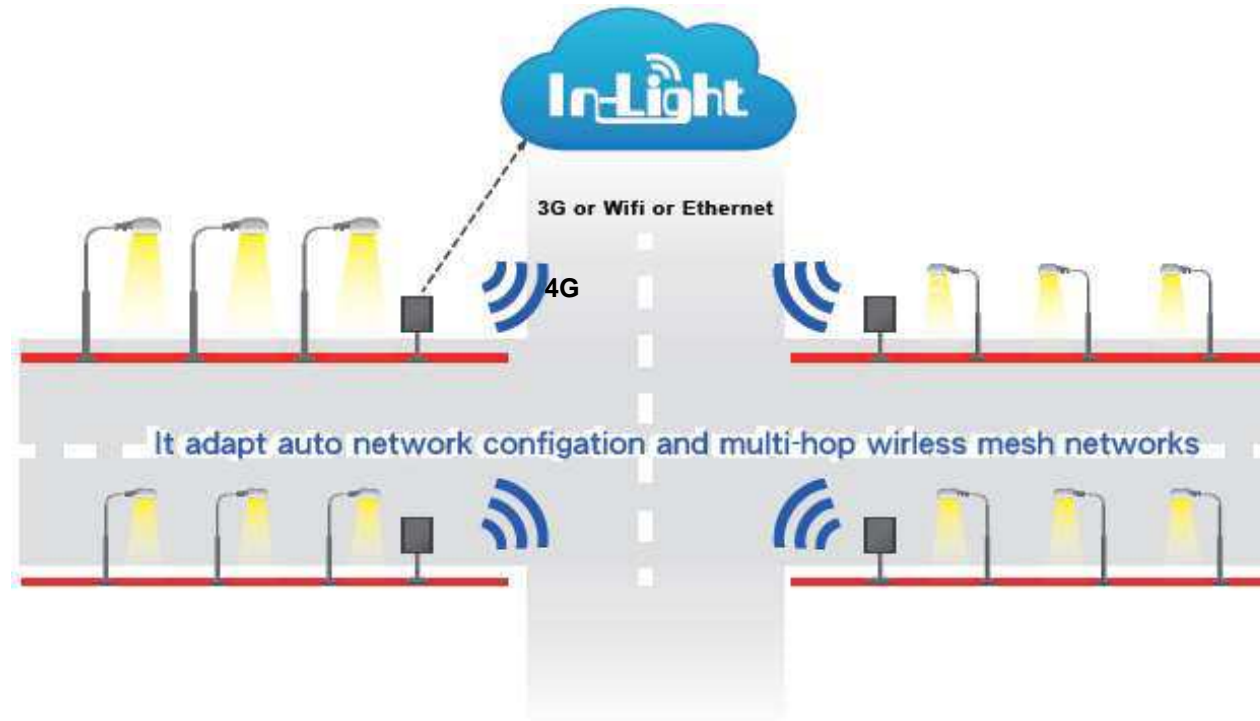 In-Light
3G or Wifi or Ethernet
4G
It adapt auto network configation and multi-hop wirless mesh networks